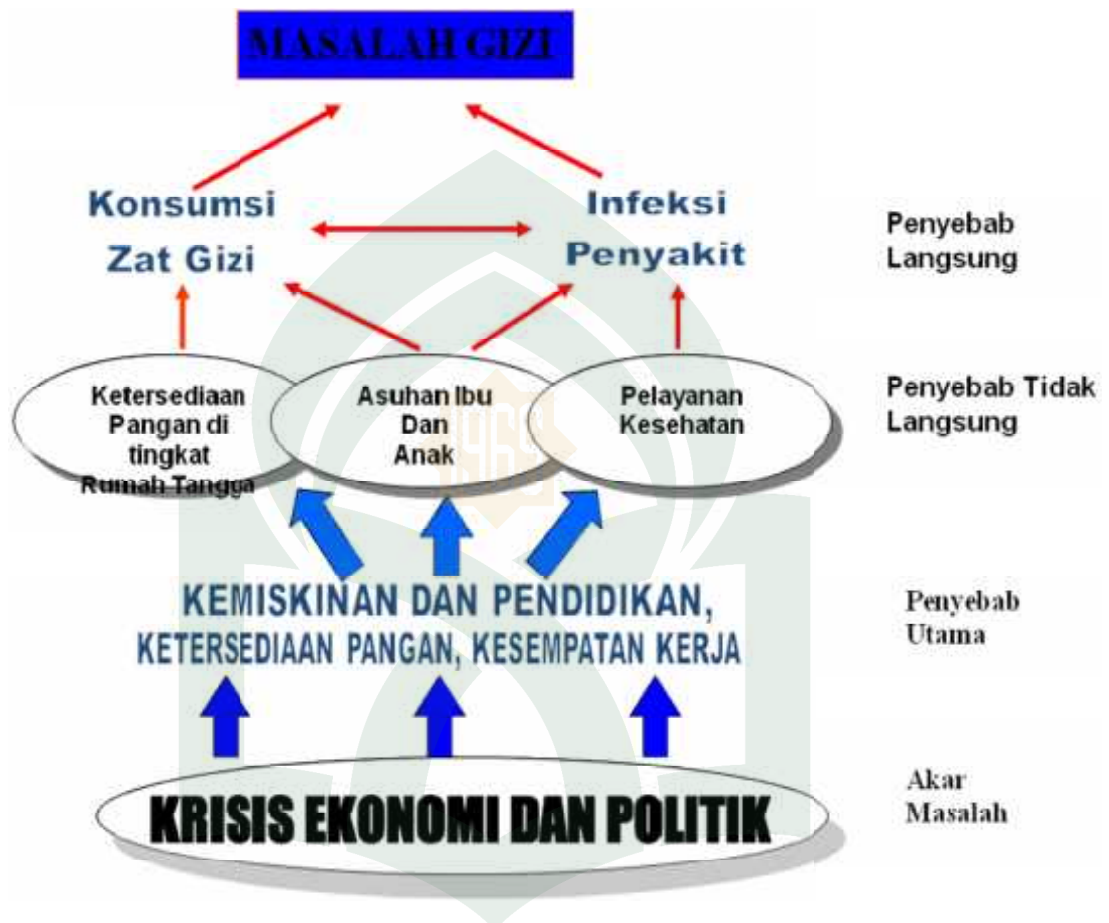 MASALAH GIZI
Konsumsi
Zat Gizi
Infeksi
Penyakit
Penyebab
Langsung
Ketersediaan
Pangan di
tingkat
Rumah Tangga
Asuhan Ibu
Dan
Anak
Pelayanan
Kesehatan
Penyebab Tidak
Langsung
KEMISKINAN DAN PENDIDIKAN,
KETERSEDIAAN PANGAN, KESEMPATAN KERJA
Penyebab
Utama
KRISIS EKONOMI DAN POLITIK
Akar
Masalah
1965